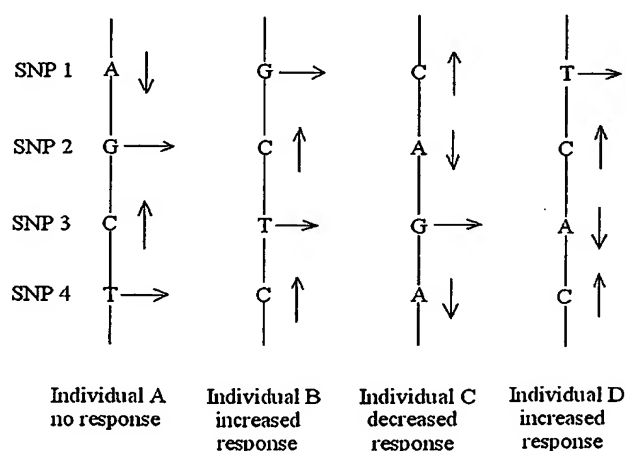 SNP 1 A G C T
SNP 2 G C A C
SNP 3 C T G A
SNP 4 T C A C
Individual A Individual B Individual C Individual D
no response increased decreased increased
response response response